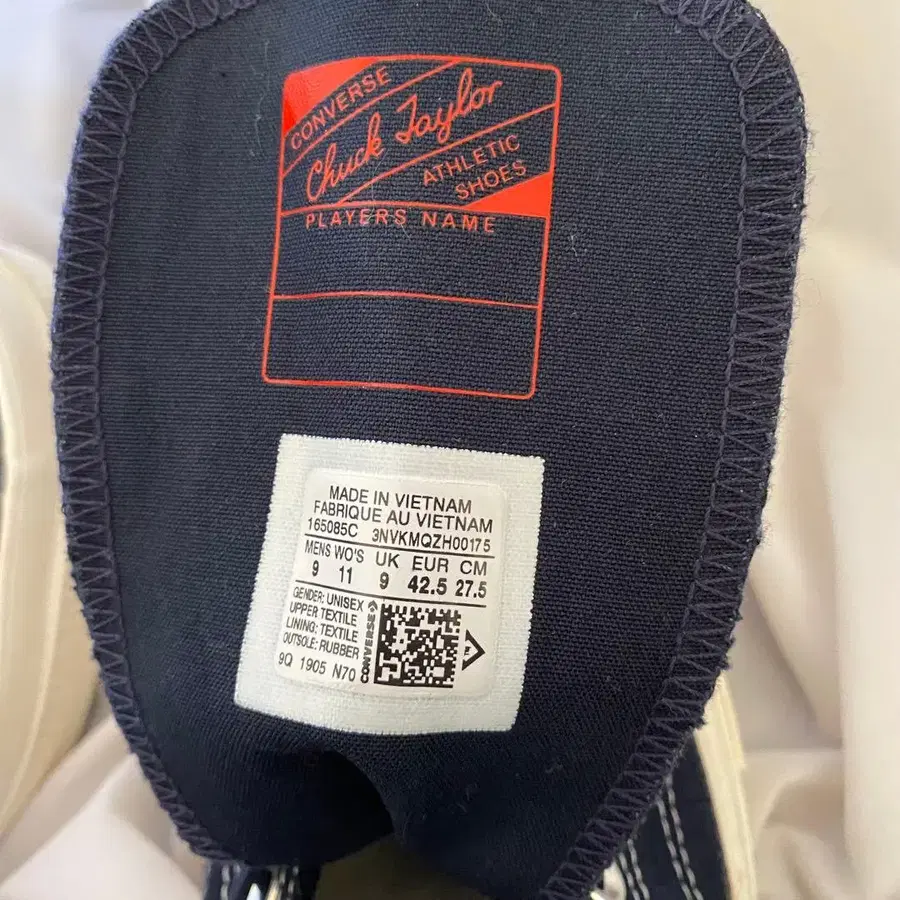 CONVERSE
Chuck Taylor
ATHLETIC
SHOES
PLAYERS NAME
MADE IN VIETNAM
FABRIQUE AU VIETNAM
165085C 3NVKMQZH00175
MENS WO'S UK EUR CM
9 11 9 42.5 27.5
GENDER: UNISEX
UPPER TEXTILE
LINING: TEXTILE
OUTSOLE: RUBBER
9Q 1905 N70
CONVERSE